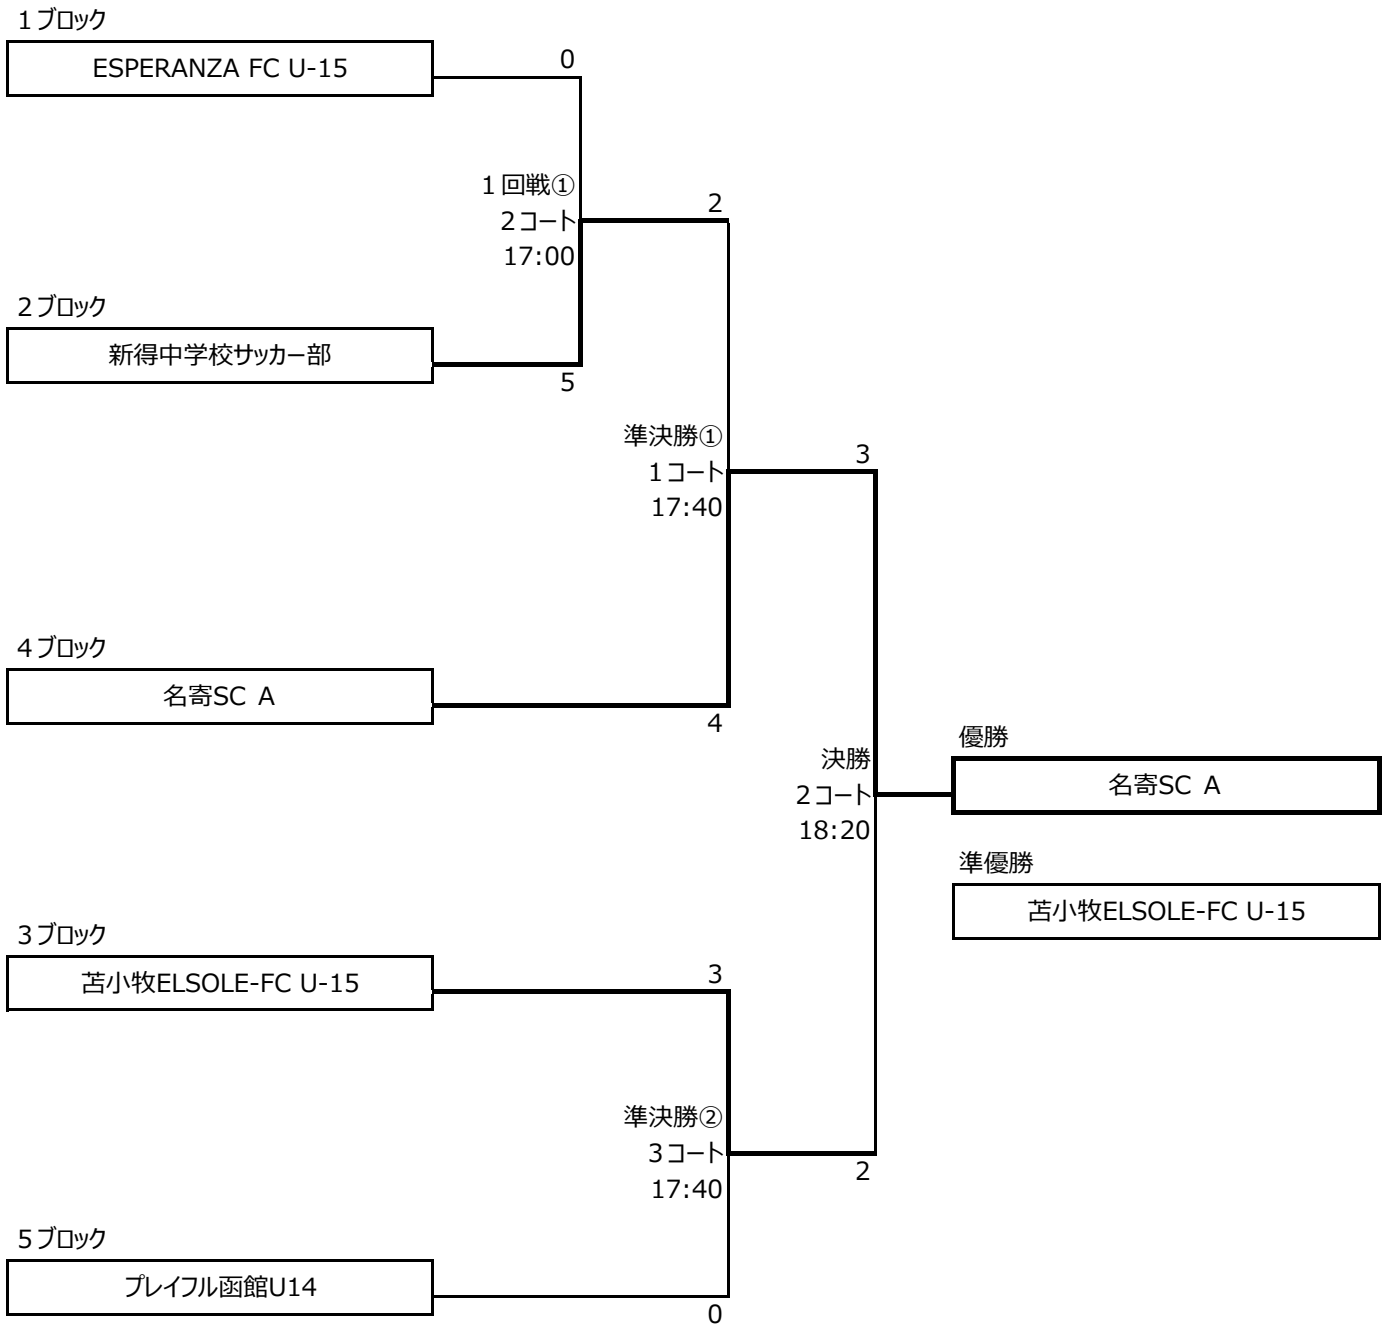 １ブロック
ESPERANZA FC U-15
0
１回戦①
２コート
17:00
2
２ブロック
新得中学校サッカー部
5
準決勝①
１コート
17:40
3
４ブロック
名寄SC A
4
決勝
２コート
18:20
優勝
名寄SC A
準優勝
苫小牧ELSOLE-FC U-15
３ブロック
苫小牧ELSOLE-FC U-15
3
準決勝②
３コート
17:40
2
５ブロック
プレイフル函館U14
0